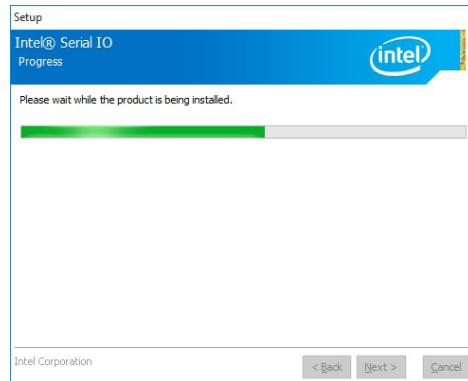 Setup
Intel® Serial IO
Progress
intel
Please wait while the product is being installed.
Intel Corporation
< Back Next > Cancel